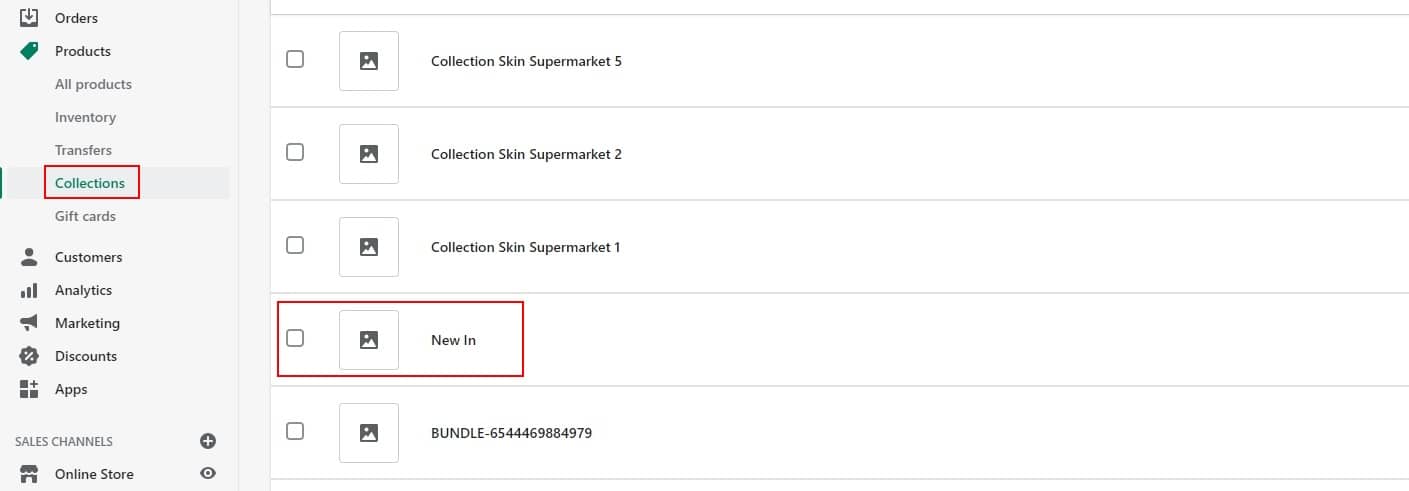 Orders
Products
All products
Inventory
Transfers
Collections
Gift cards
Customers
Analytics
Marketing
Discounts
Apps
SALES CHANNELS
Online Store
Collection Skin Supermarket 5
Collection Skin Supermarket 2
Collection Skin Supermarket 1
New In
BUNDLE-6544469884979